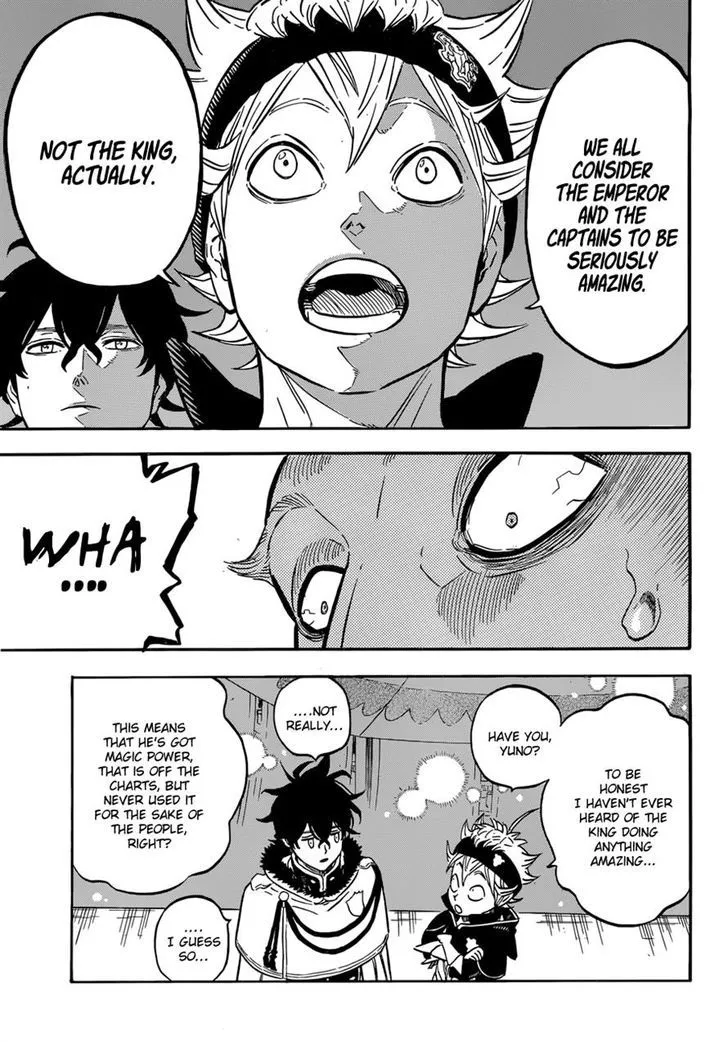 WE ALL
CONSIDER
THE EMPEROR
AND THE
CAPTAINS TO BE
SERIOUSLY
AMAZING.
NOT THE KING,
ACTUALLY.
WHA
....
TO BE
HONEST
I HAVEN'T EVER
HEARD OF THE
KING DOING
ANYTHING
AMAZING...
HAVE YOU,
YUNO?
....NOT
REALLY...
THIS MEANS
THAT HE'S GOT
MAGIC POWER,
THAT IS OFF THE
CHARTS, BUT
NEVER USED IT
FOR THE SAKE OF
THE PEOPLE,
RIGHT?
....
I GUESS
SO...